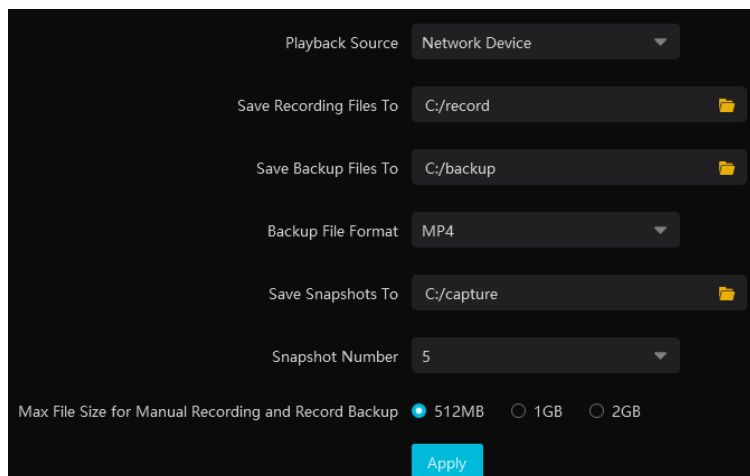 Playback Source Network Device
Save Recording Files To C:/record
Save Backup Files To C:/backup
Backup File Format MP4
Save Snapshots To C:/capture
Snapshot Number 5
Max File Size for Manual Recording and Record Backup 512MB 1GB 2GB
Apply